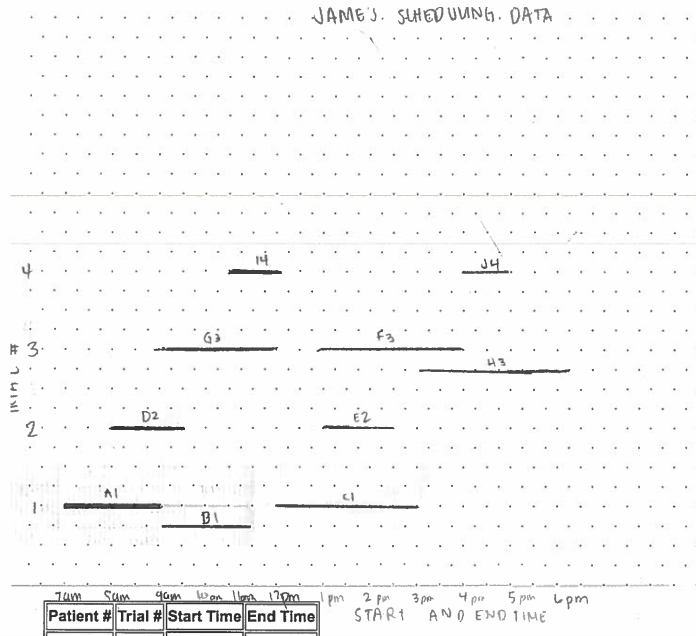 JAMES. SCHEDULING. DATA
I4 J4
4
G3 F3
# 3
H3
D2 E2
2
A1 C1
1
B1
7am 8am 9am 10am 11am 12pm 1pm 2pm 3pm 4pm 5pm 6pm
START AND END TIME
Patient # Trial # Start Time End Time